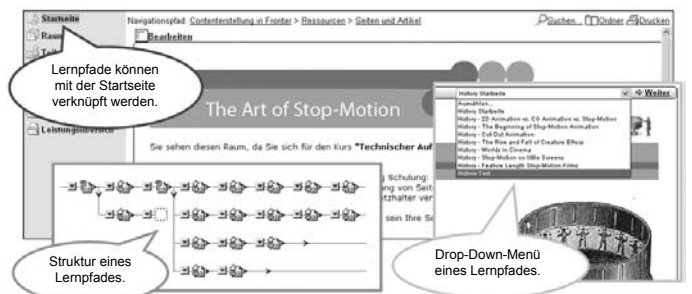 Startseite
Navigationspfad: Contenterstellung in Fronter > Ressourcen > Seiten und Artikel
Suchen... Ordner Drucken
Raum
Bearbeiten
Lernpfade können
mit der Startseite
verknüpft werden.
Leistungsübersicht
The Art of Stop-Motion
Sie sehen diesen Raum, da Sie sich für den Kurs "Technischer Auf
Schulung:
ung von Seit
tzhalter ver
sein Ihre Se
History Startseite
Weiter
Auswählen...
History Startseite
History - 2D Animation vs. CG Animation vs. Stop-Motion
History - The Beginning of Stop-Motion Animation
History - Cut-Out Animation
History - The Rise and Fall of Creature Effect
History - Worlds in Cinema
History - Stop-Motion on little Screens
History - Feature Length Stop-Motion Films
History Test
Struktur eines
Lernpfades.
Drop-Down-Menü
eines Lernpfades.